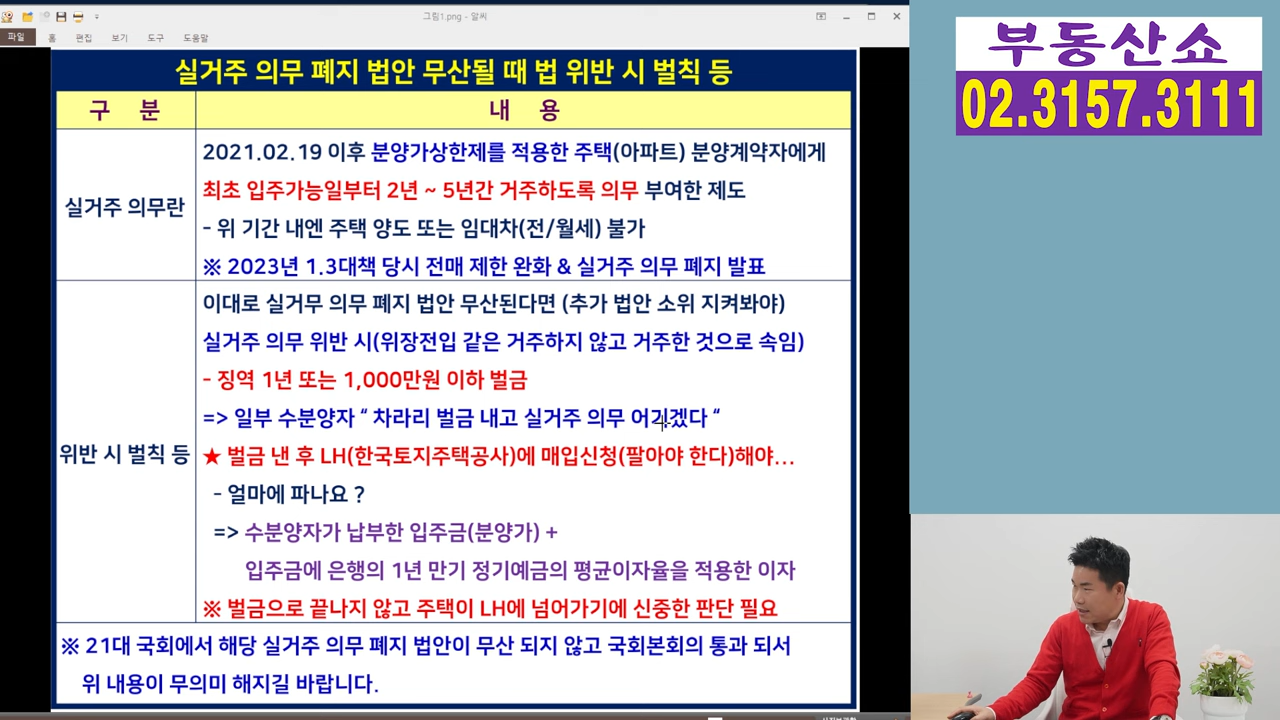 그림1.png - 알씨
파일 홈 편집 보기 도구 도움말
부동산쇼
02.3157.3111
실거주 의무 폐지 법안 무산될 때 법 위반 시 벌칙 등
구 분 내 용
실거주 의무란
2021.02.19 이후 분양가상한제를 적용한 주택(아파트) 분양계약자에게
최초 입주가능일부터 2년 ~ 5년간 거주하도록 의무 부여한 제도
- 위 기간 내엔 주택 양도 또는 임대차(전/월세) 불가
※ 2023년 1.3대책 당시 전매 제한 완화 & 실거주 의무 폐지 발표
위반 시 벌칙 등
이대로 실거무 의무 폐지 법안 무산된다면 (추가 법안 소위 지켜봐야)
실거주 의무 위반 시(위장전입 같은 거주하지 않고 거주한 것으로 속임)
- 징역 1년 또는 1,000만원 이하 벌금
=> 일부 수분양자 “ 차라리 벌금 내고 실거주 의무 어기겠다 “
★ 벌금 낸 후 LH(한국토지주택공사)에 매입신청(팔아야 한다)해야...
- 얼마에 파나요 ?
=> 수분양자가 납부한 입주금(분양가) +
입주금에 은행의 1년 만기 정기예금의 평균이자율을 적용한 이자
※ 벌금으로 끝나지 않고 주택이 LH에 넘어가기에 신중한 판단 필요
※ 21대 국회에서 해당 실거주 의무 폐지 법안이 무산 되지 않고 국회본회의 통과 되서
위 내용이 무의미 해지길 바랍니다.